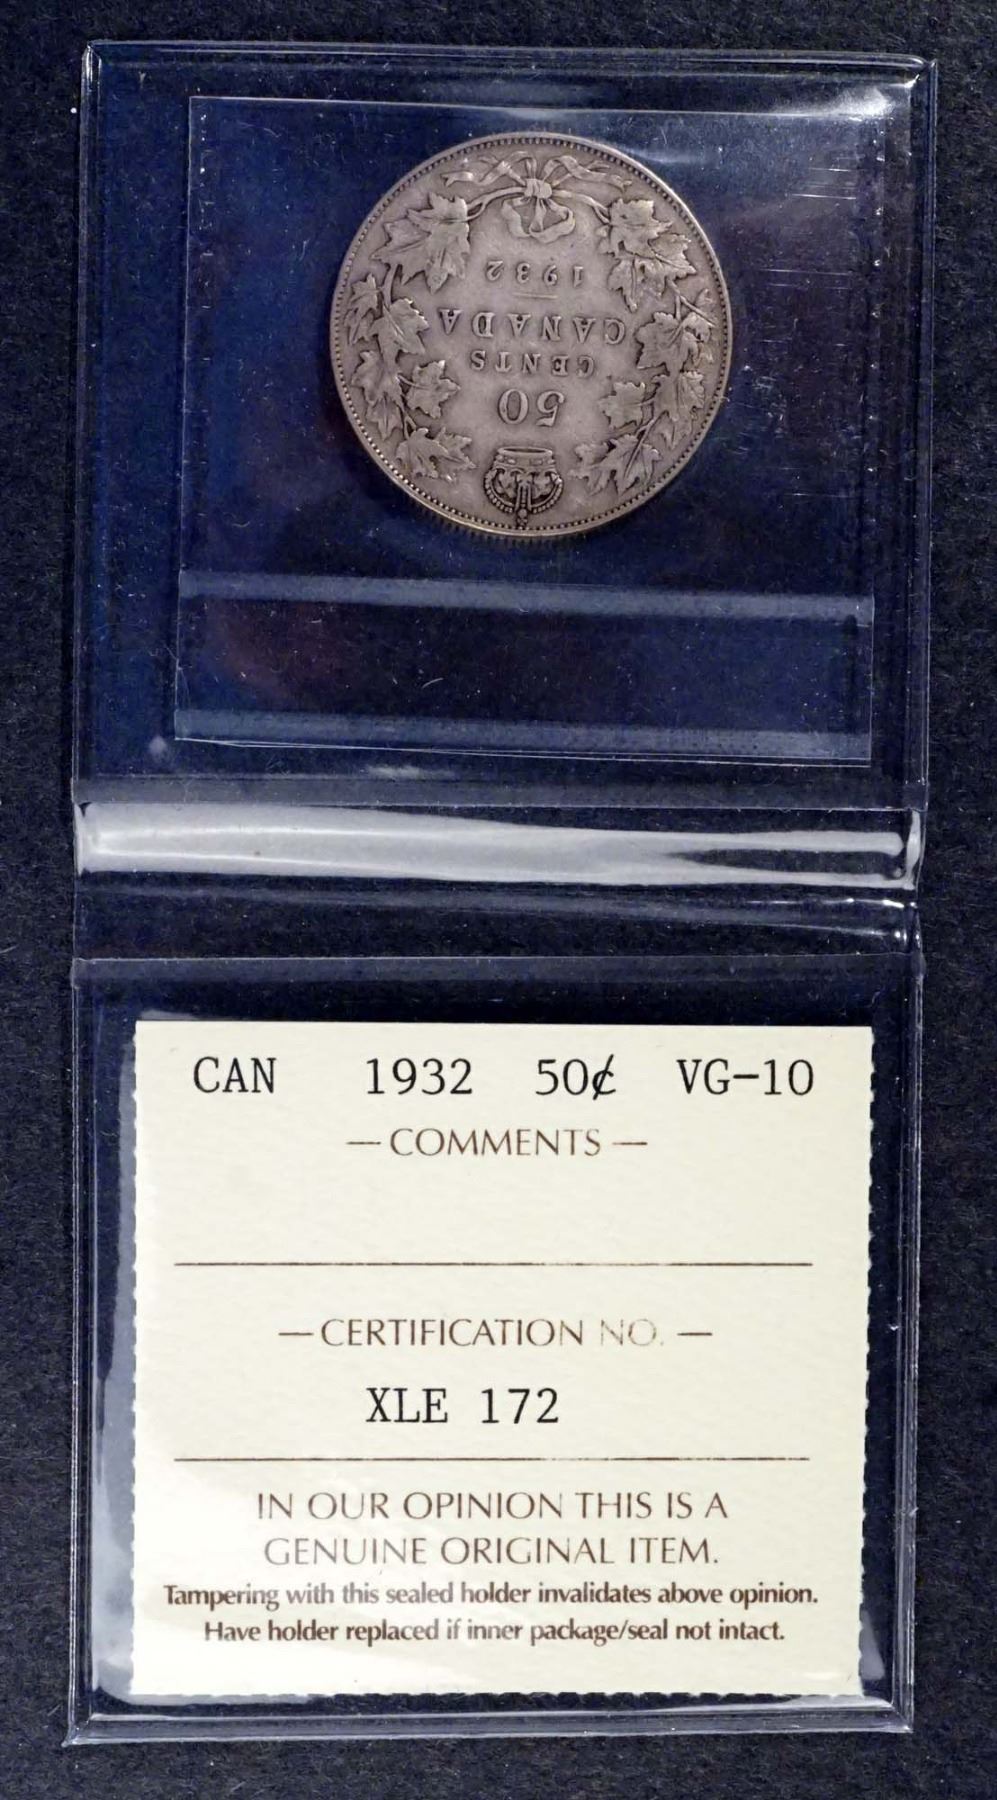 50
CENTS
CANADA
1932
CAN 1932 50¢ VG-10
— COMMENTS —
— CERTIFICATION NO. —
XLE 172
IN OUR OPINION THIS IS A
GENUINE ORIGINAL ITEM.
Tampering with this sealed holder invalidates above opinion.
Have holder replaced if inner package/seal not intact.